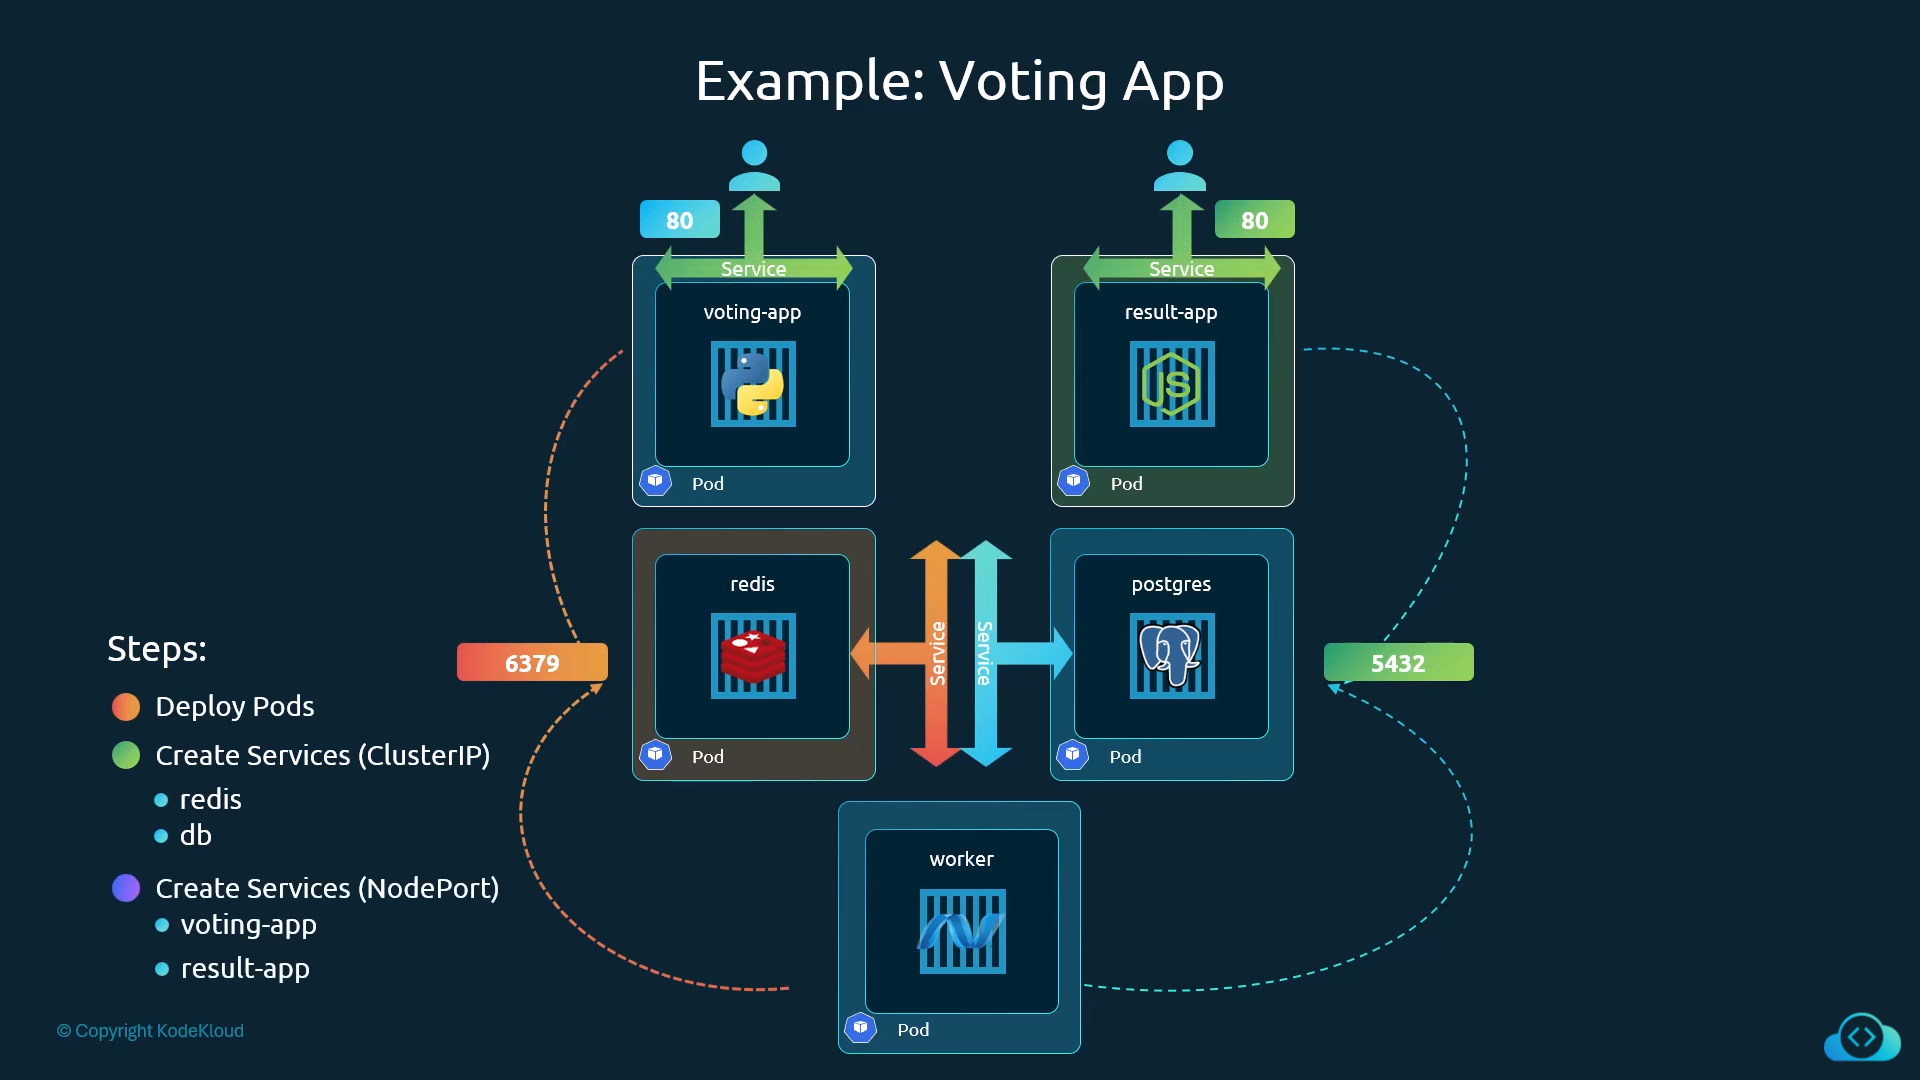 Example: Voting App
80
80
Service
Service
voting-app
result-app
Pod
Pod
redis
postgres
Service
Service
6379
5432
Pod
Pod
worker
Pod
Steps:
Deploy Pods
Create Services (ClusterIP)
redis
db
Create Services (NodePort)
voting-app
result-app
© Copyright KodeKloud